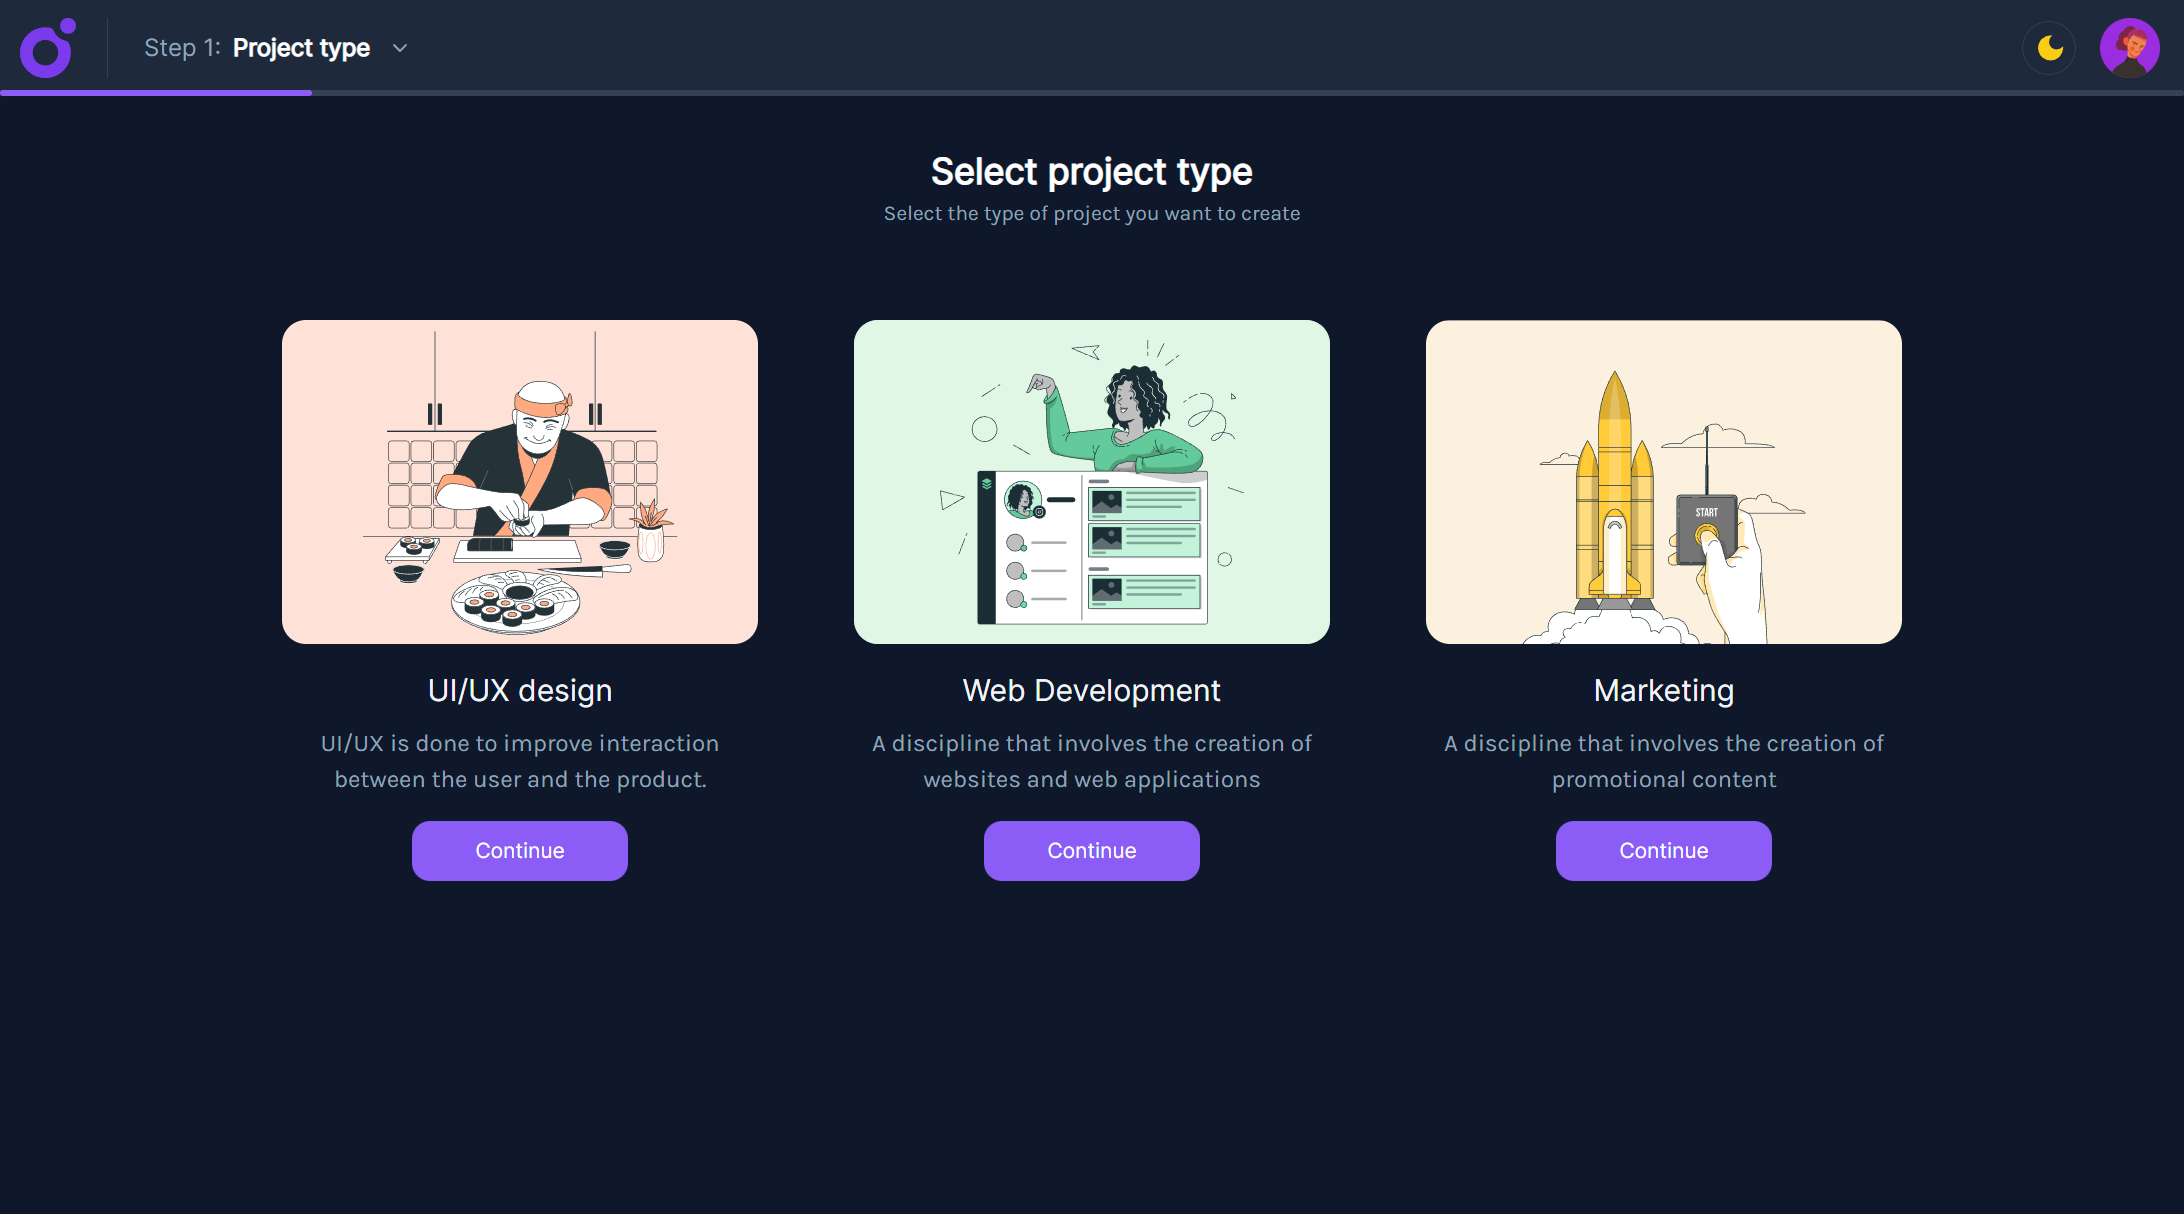 Step 1: Project type
Select project type
Select the type of project you want to create
START
UI/UX design
UI/UX is done to improve interaction
between the user and the product.
Continue
Web Development
A discipline that involves the creation of
websites and web applications
Continue
Marketing
A discipline that involves the creation of
promotional content
Continue